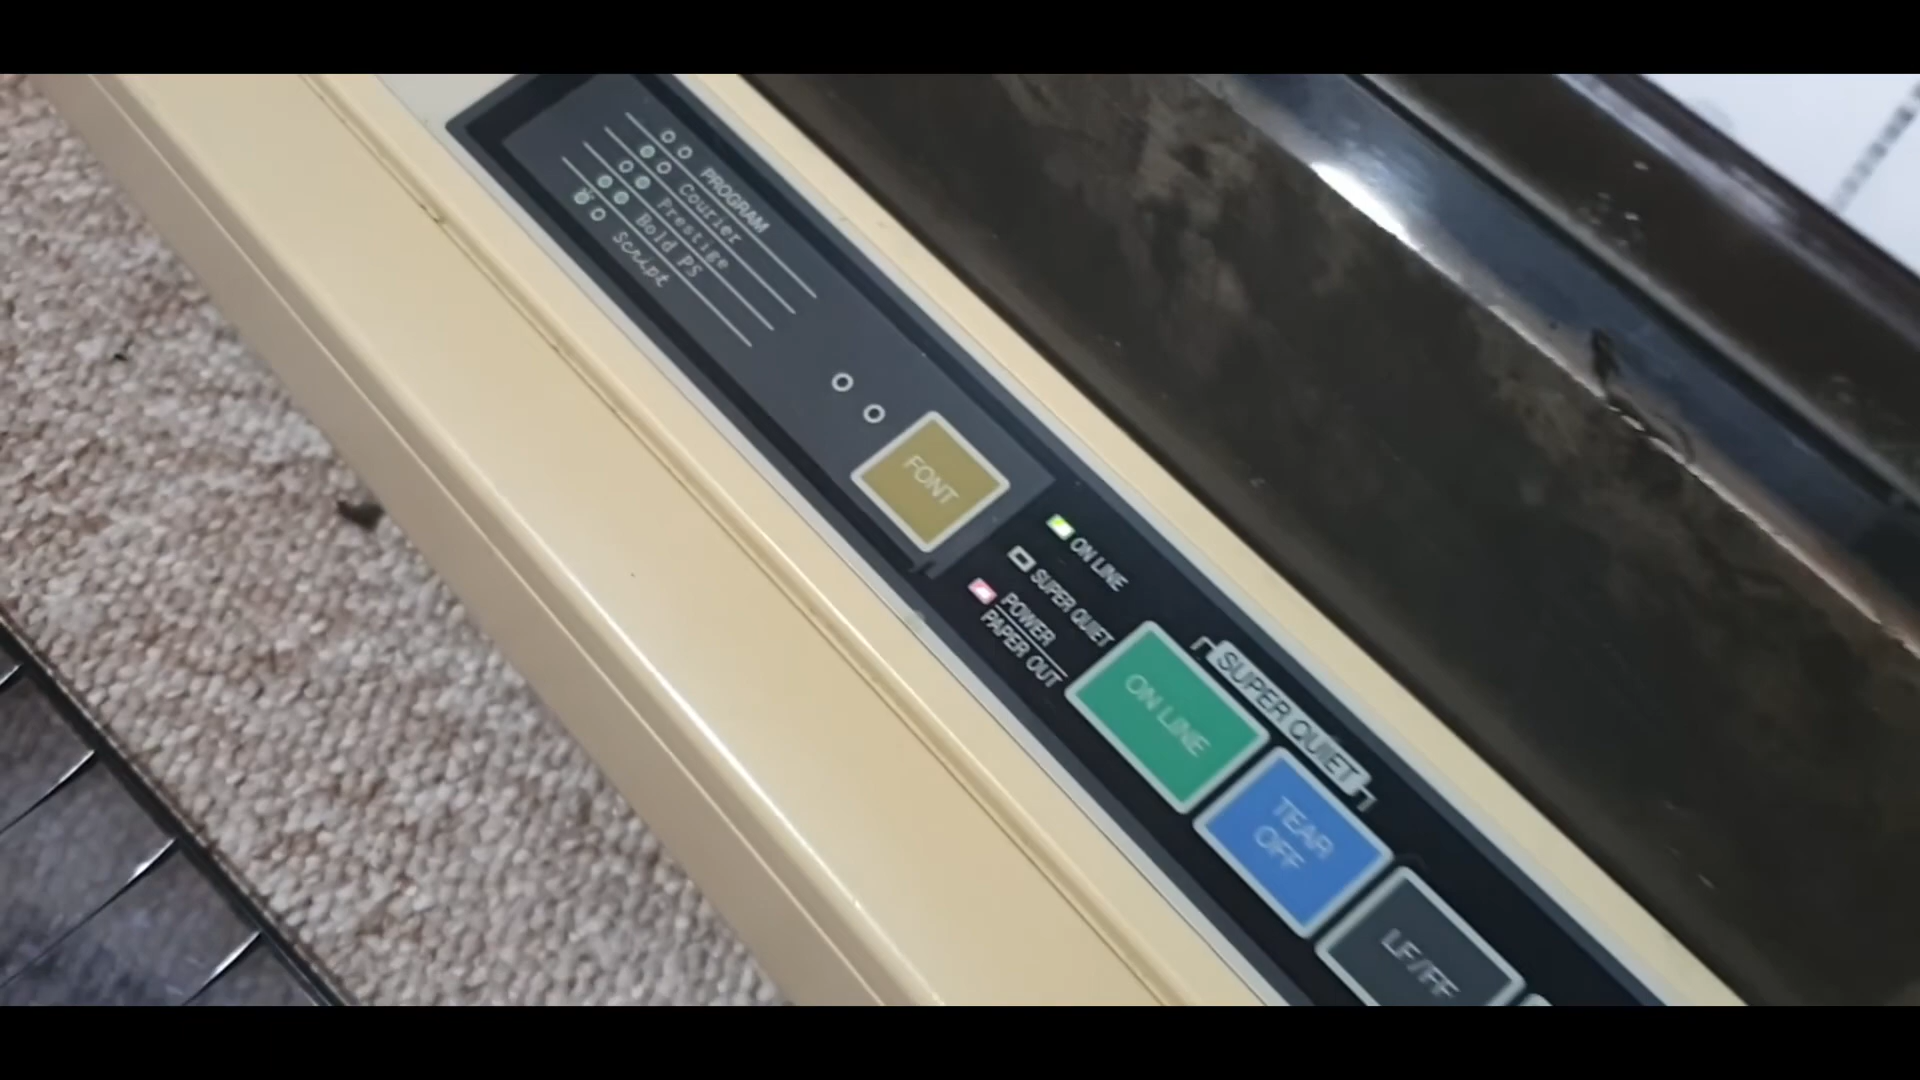 PROGRAM
Courier
Prestige
Bold PS
Script
FONT
ON LINE
SUPER QUIET
POWER
PAPER OUT
SUPER QUIET
ON LINE
TEAR
OFF
LF/FF